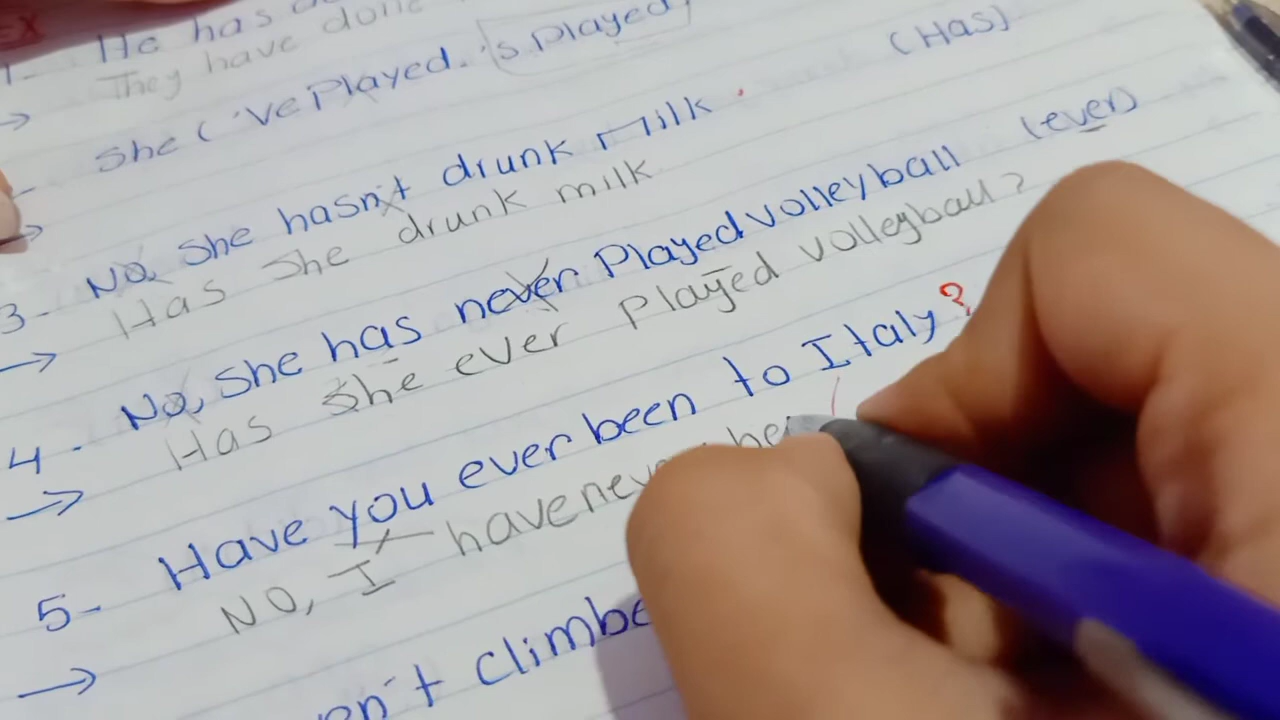 1- He has
They have done
She ('ve Played. 's Played)
(Has)
3- No, She hasn't drunk Milk.
→ Has She drunk milk
4- No, She has never Played volleyball (ever)
→ Has She ever Played volleyball?
5- Have you ever been to Italy?
→ NO, I have
Climbe